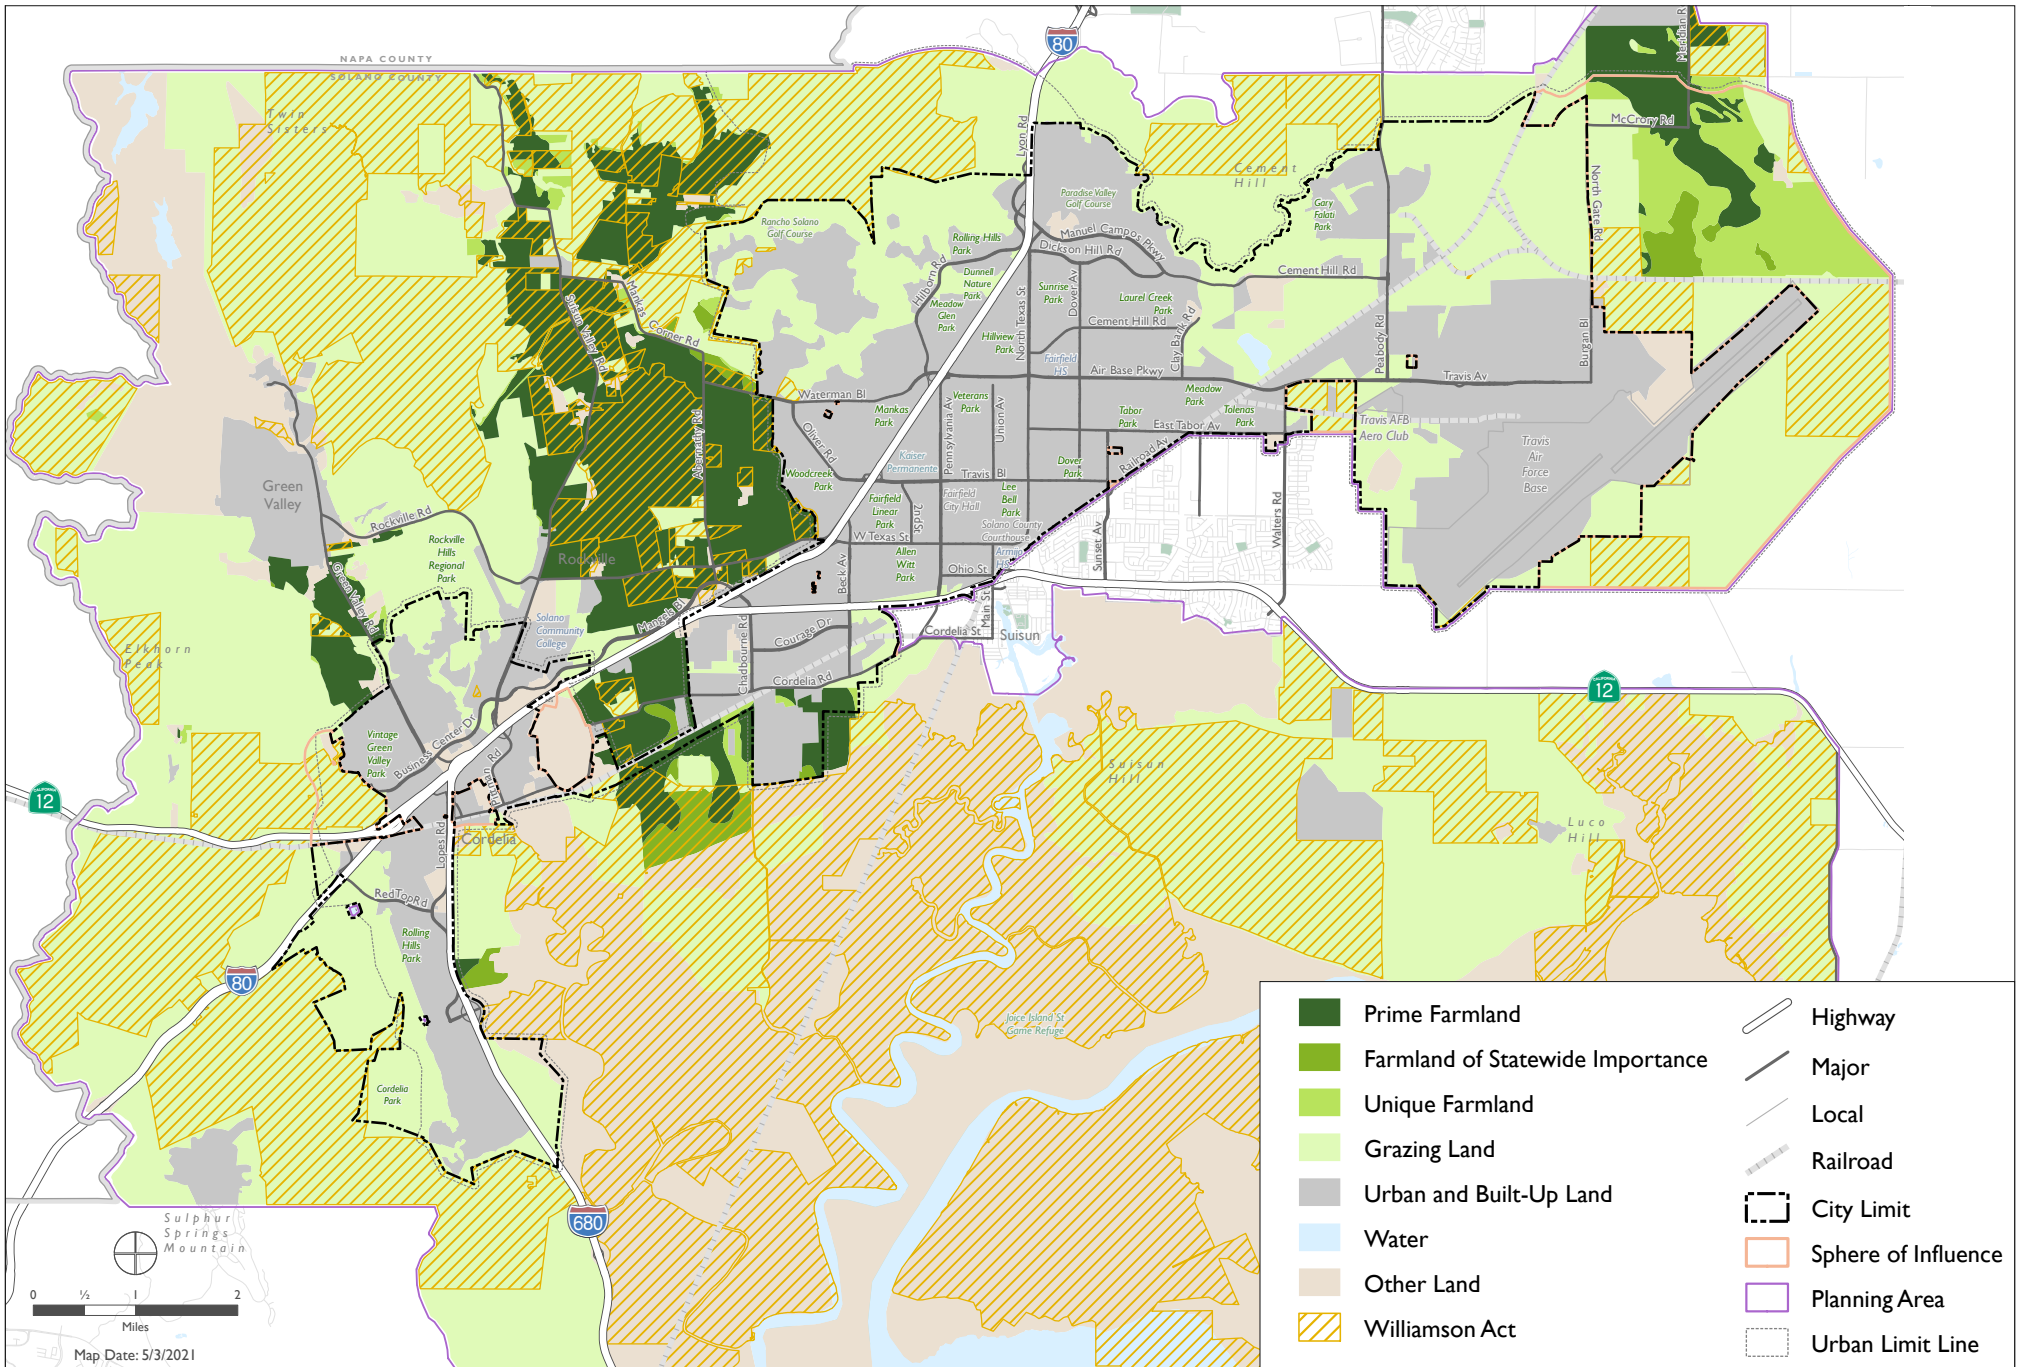 NAPA COUNTY
SOLANO COUNTY
80
Meridian R
McCrory Rd
Twin
Sisters
Lyon Rd
Cement
Hill
North Gate Rd
Paradise Valley
Golf Course
Gary
Falati
Park
Rancho Solano
Golf Course
Rolling Hills
Park
Manuel Campos Pkwy
Dickson Hill Rd
Cement Hill Rd
Hilborn Rd
Dunnell
Nature
Park
Sunrise
Park
Dover Av
Laurel Creek
Park
Meadow
Glen
Park
Suisun Valley Rd
Mankas
Corner Rd
Hillview
Park
North Texas St
Cement Hill Rd
Clay Bank Rd
Peabody Rd
Burgan Bl
Fairfield
HS
Air Base Pkwy
Travis Av
Waterman Bl
Mankas
Park
Veterans
Park
Pennsylvania Av
Union Av
Meadow
Park
Tabor
Park
Tolenas
Park
East Tabor Av
Travis AFB
Aero Club
Travis
Air
Force
Base
Abernathy Rd
Oliver Rd
Kaiser
Permanente
Travis Bl
Dover
Park
Railroad Av
Woodcreek
Park
Green
Valley
Fairfield
Linear
Park
2nd St
Fairfield
City Hall
Lee
Bell
Park
Walters Rd
Rockville Rd
Solano County
Courthouse
Sunset Av
Rockville
Hills
Regional
Park
Rockville
W Texas St
Allen
Witt
Park
Armijo
HS
Beck Av
Ohio St
Green Valley Rd
Main St
Solano
Community
College
Mangels Bl
Chadbourne Rd
Courage Dr
Cordelia St
Suisun
Elkhorn
Peak
Cordelia Rd
12
Vintage
Green
Valley
Park
Business Center Dr
Pittman Rd
Suisun
Hill
12
Luco
Hill
Lopes Rd
Cordelia
Red Top Rd
Rolling
Hills
Park
80
Joice Island St
Game Refuge
Cordelia
Park
680
Sulphur
Springs
Mountain
0 ½ 1 2
Miles
Map Date: 5/3/2021
Prime Farmland
Farmland of Statewide Importance
Unique Farmland
Grazing Land
Urban and Built-Up Land
Water
Other Land
Williamson Act
Highway
Major
Local
Railroad
City Limit
Sphere of Influence
Planning Area
Urban Limit Line